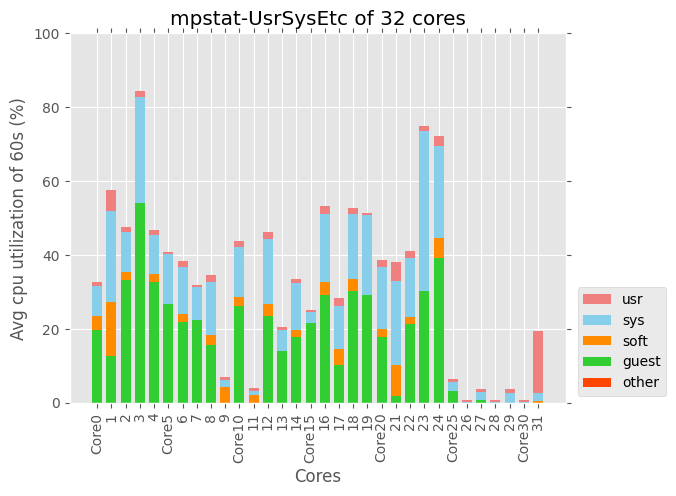 mpstat-UsrSysEtc of 32 cores
Avg cpu utilization of 60s (%)
100
80
60
40
20
0
Core0
1
2
3
4
Core5
6
7
8
9
Core10
11
12
13
14
Core15
16
17
18
19
Core20
21
22
23
24
Core25
26
27
28
29
Core30
31
Cores
usr
sys
soft
guest
other